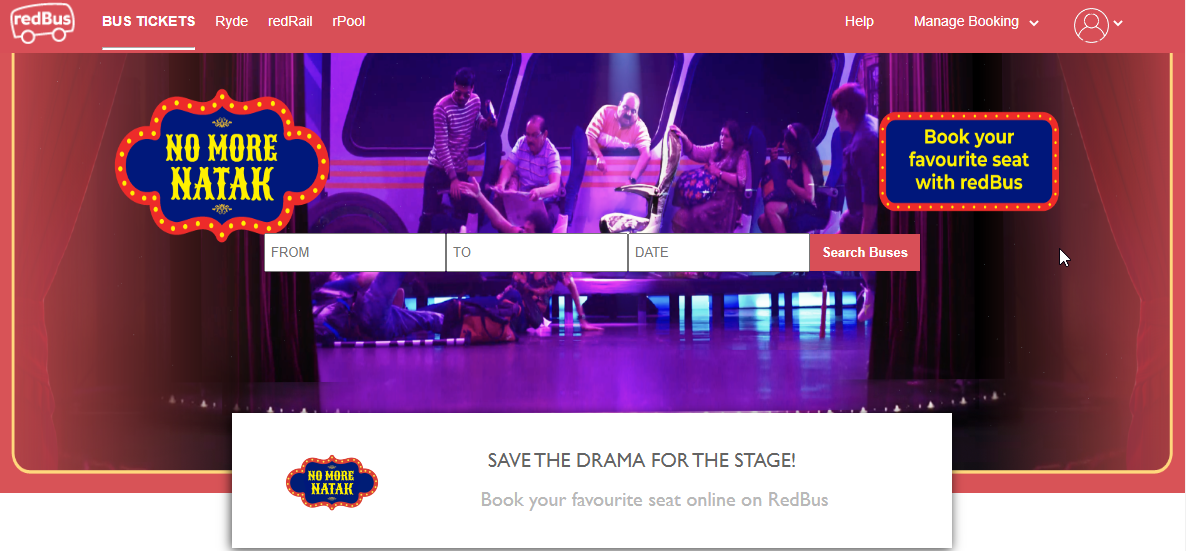 redBus
BUS TICKETS
Ryde
redRail
rPool
Help
Manage Booking
NO MORE
NATAK
Book your
favourite seat
with redBus
FROM
TO
DATE
Search Buses
NO MORE
NATAK
SAVE THE DRAMA FOR THE STAGE!
Book your favourite seat online on RedBus